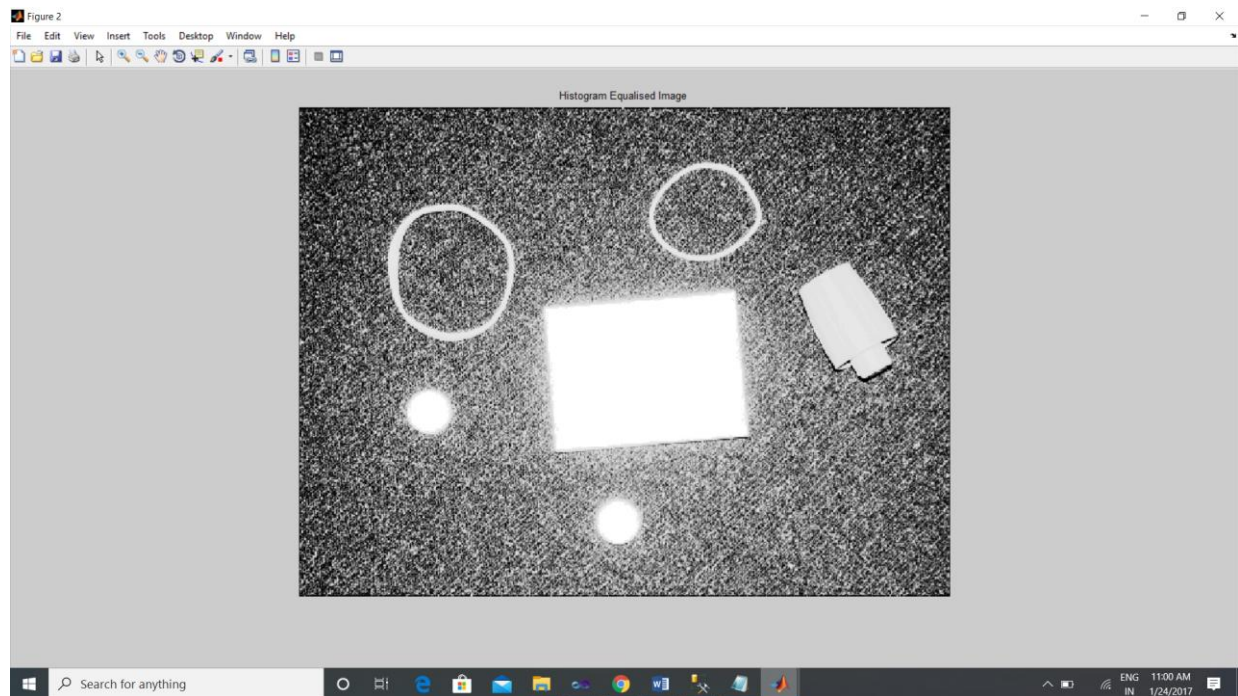 Figure 2
File Edit View Insert Tools Desktop Window Help
Histogram Equalised Image
Search for anything
ENG 11:00 AM
IN 1/24/2017